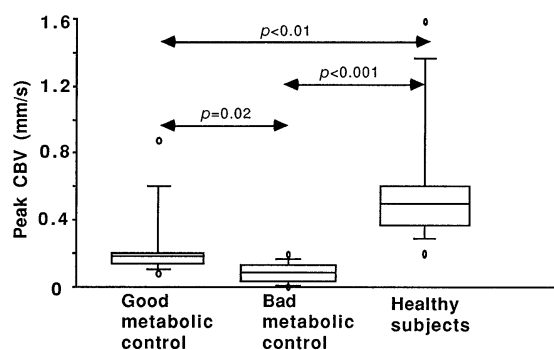 1.6
1.2
0.8
0.4
0
Peak CBV (mm/s)
p<0.01
p<0.001
p=0.02
Good
metabolic
control
Bad
metabolic
control
Healthy
subjects